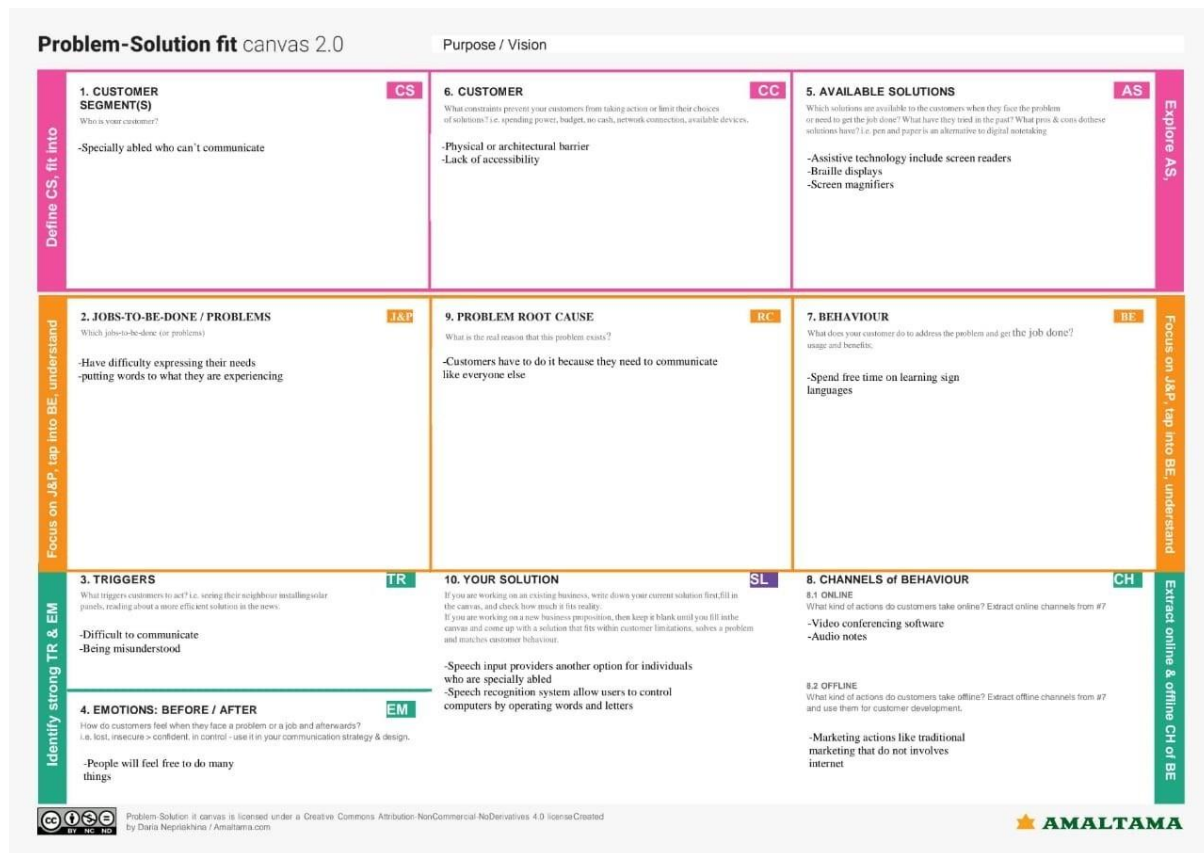 Problem-Solution fit canvas 2.0
Purpose / Vision
Define CS, fit into
1. CUSTOMER
SEGMENT(S)
CS
Who is your customer?
-Specially abled who can`t communicate
6. CUSTOMER
CC
What constraints prevent your customers from taking action or limit their choices
of solutions? i.e. spending power, budget, no cash, network connection, available devices.
-Physical or architectural barrier
-Lack of accessibility
5. AVAILABLE SOLUTIONS
AS
Which solutions are available to the customers when they face the problem
or need to get the job done? What have they tried in the past? What pros & cons dothese
solutions have? i.e. pen and paper is an alternative to digital notetaking
-Assistive technology include screen readers
-Braille displays
-Screen magnifiers
Explore AS,
Focus on J&P, tap into BE, understand
2. JOBS-TO-BE-DONE / PROBLEMS
J&P
Which jobs-to-be-done (or problems)
-Have difficulty expressing their needs
-putting words to what they are experiencing
9. PROBLEM ROOT CAUSE
RC
What is the real reason that this problem exists?
-Customers have to do it because they need to communicate
like everyone else
7. BEHAVIOUR
BE
What does your customer do to address the problem and get the job done?
usage and benefits;
-Spend free time on learning sign
languages
Focus on J&P, tap into BE, understand
Identify strong TR & EM
3. TRIGGERS
TR
What triggers customers to act? i.e. seeing their neighbour installingsolar
panels, reading about a more efficient solution in the news.
-Difficult to communicate
-Being misunderstood
4. EMOTIONS: BEFORE / AFTER
EM
How do customers feel when they face a problem or a job and afterwards?
i.e. lost, insecure > confident, in control - use it in your communication strategy & design.
-People will feel free to do many
things
10. YOUR SOLUTION
SL
If you are working on an existing business, write down your current solution first,fill in
the canvas, and check how much it fits reality.
If you are working on a new business proposition, then keep it blank until you fill inthe
canvas and come up with a solution that fits within customer limitations, solves a problem
and matches customer behaviour.
-Speech input providers another option for individuals
who are specially abled
-Speech recognition system allow users to control
computers by operating words and letters
8. CHANNELS of BEHAVIOUR
CH
8.1 ONLINE
What kind of actions do customers take online? Extract online channels from #7
-Video conferencing software
-Audio notes
8.2 OFFLINE
What kind of actions do customers take offline? Extract offline channels from #7
and use them for customer development.
-Marketing actions like traditional
marketing that do not involves
internet
Extract online & offline CH of BE
cc
BY NC ND
Problem-Solution it canvas is licensed under a Creative Commons Attribution-NonCommercial-NoDerivatives 4.0 licenseCreated
by Daria Nepriakhina / Amaltama.com
AMALTAMA